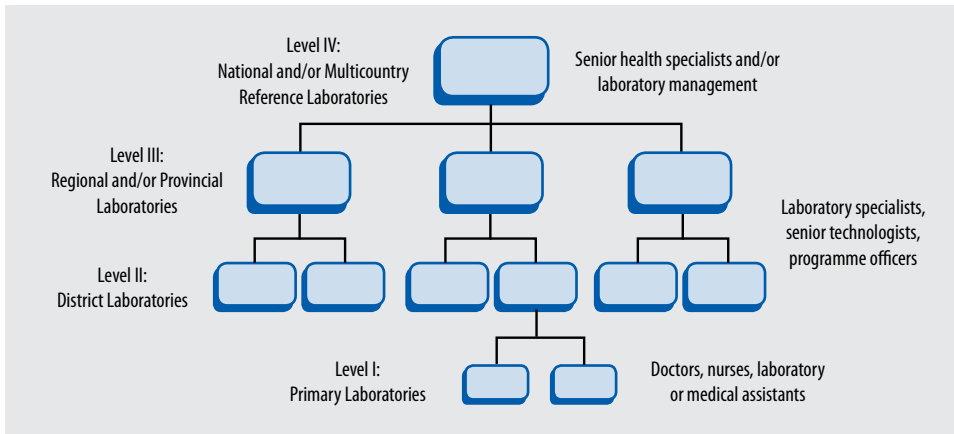 Level IV:
National and/or Multicountry
Reference Laboratories
Senior health specialists and/or
laboratory management
Level III:
Regional and/or Provincial
Laboratories
Laboratory specialists,
senior technologists,
programme officers
Level II:
District Laboratories
Level I:
Primary Laboratories
Doctors, nurses, laboratory
or medical assistants